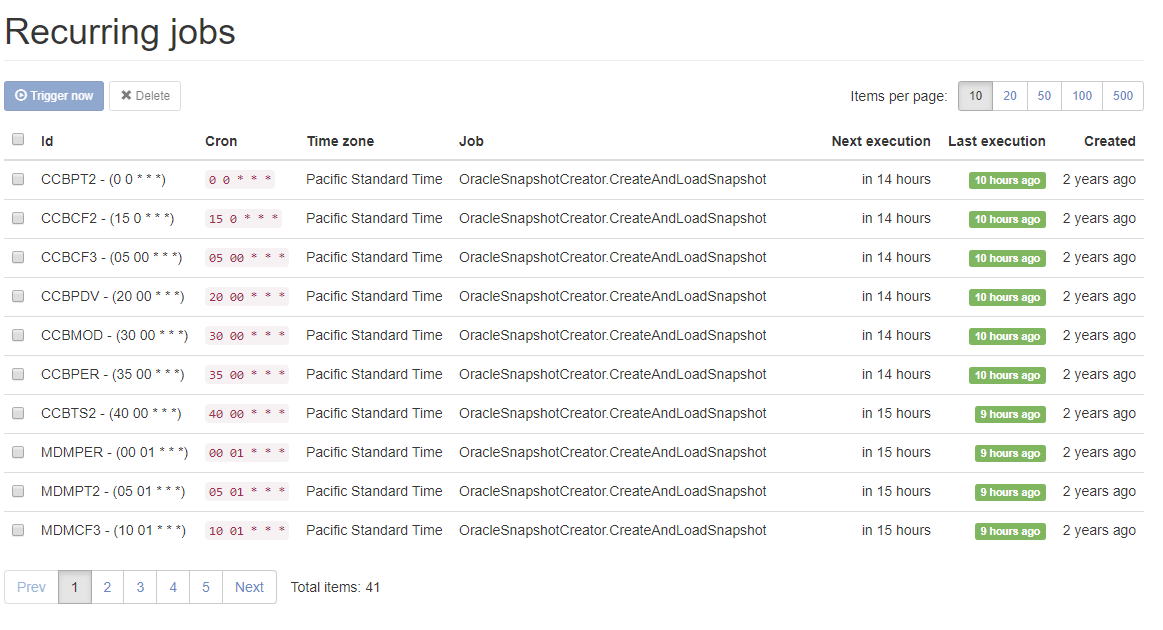 Recurring jobs
Trigger now Delete Items per page: 10 20 50 100 500
Id Cron Time zone Job Next execution Last execution Created
CCBPT2 - (0 0 * * *) 0 0 * * * Pacific Standard Time OracleSnapshotCreator.CreateAndLoadSnapshot in 14 hours 10 hours ago 2 years ago
CCBCF2 - (15 0 * * *) 15 0 * * * Pacific Standard Time OracleSnapshotCreator.CreateAndLoadSnapshot in 14 hours 10 hours ago 2 years ago
CCBCF3 - (05 00 * * *) 05 00 * * * Pacific Standard Time OracleSnapshotCreator.CreateAndLoadSnapshot in 14 hours 10 hours ago 2 years ago
CCBPDV - (20 00 * * *) 20 00 * * * Pacific Standard Time OracleSnapshotCreator.CreateAndLoadSnapshot in 14 hours 10 hours ago 2 years ago
CCBMOD - (30 00 * * *) 30 00 * * * Pacific Standard Time OracleSnapshotCreator.CreateAndLoadSnapshot in 14 hours 10 hours ago 2 years ago
CCBPER - (35 00 * * *) 35 00 * * * Pacific Standard Time OracleSnapshotCreator.CreateAndLoadSnapshot in 14 hours 10 hours ago 2 years ago
CCBTS2 - (40 00 * * *) 40 00 * * * Pacific Standard Time OracleSnapshotCreator.CreateAndLoadSnapshot in 15 hours 9 hours ago 2 years ago
MDMPER - (00 01 * * *) 00 01 * * * Pacific Standard Time OracleSnapshotCreator.CreateAndLoadSnapshot in 15 hours 9 hours ago 2 years ago
MDMPT2 - (05 01 * * *) 05 01 * * * Pacific Standard Time OracleSnapshotCreator.CreateAndLoadSnapshot in 15 hours 9 hours ago 2 years ago
MDMCF3 - (10 01 * * *) 10 01 * * * Pacific Standard Time OracleSnapshotCreator.CreateAndLoadSnapshot in 15 hours 9 hours ago 2 years ago
Prev 1 2 3 4 5 Next Total items: 41